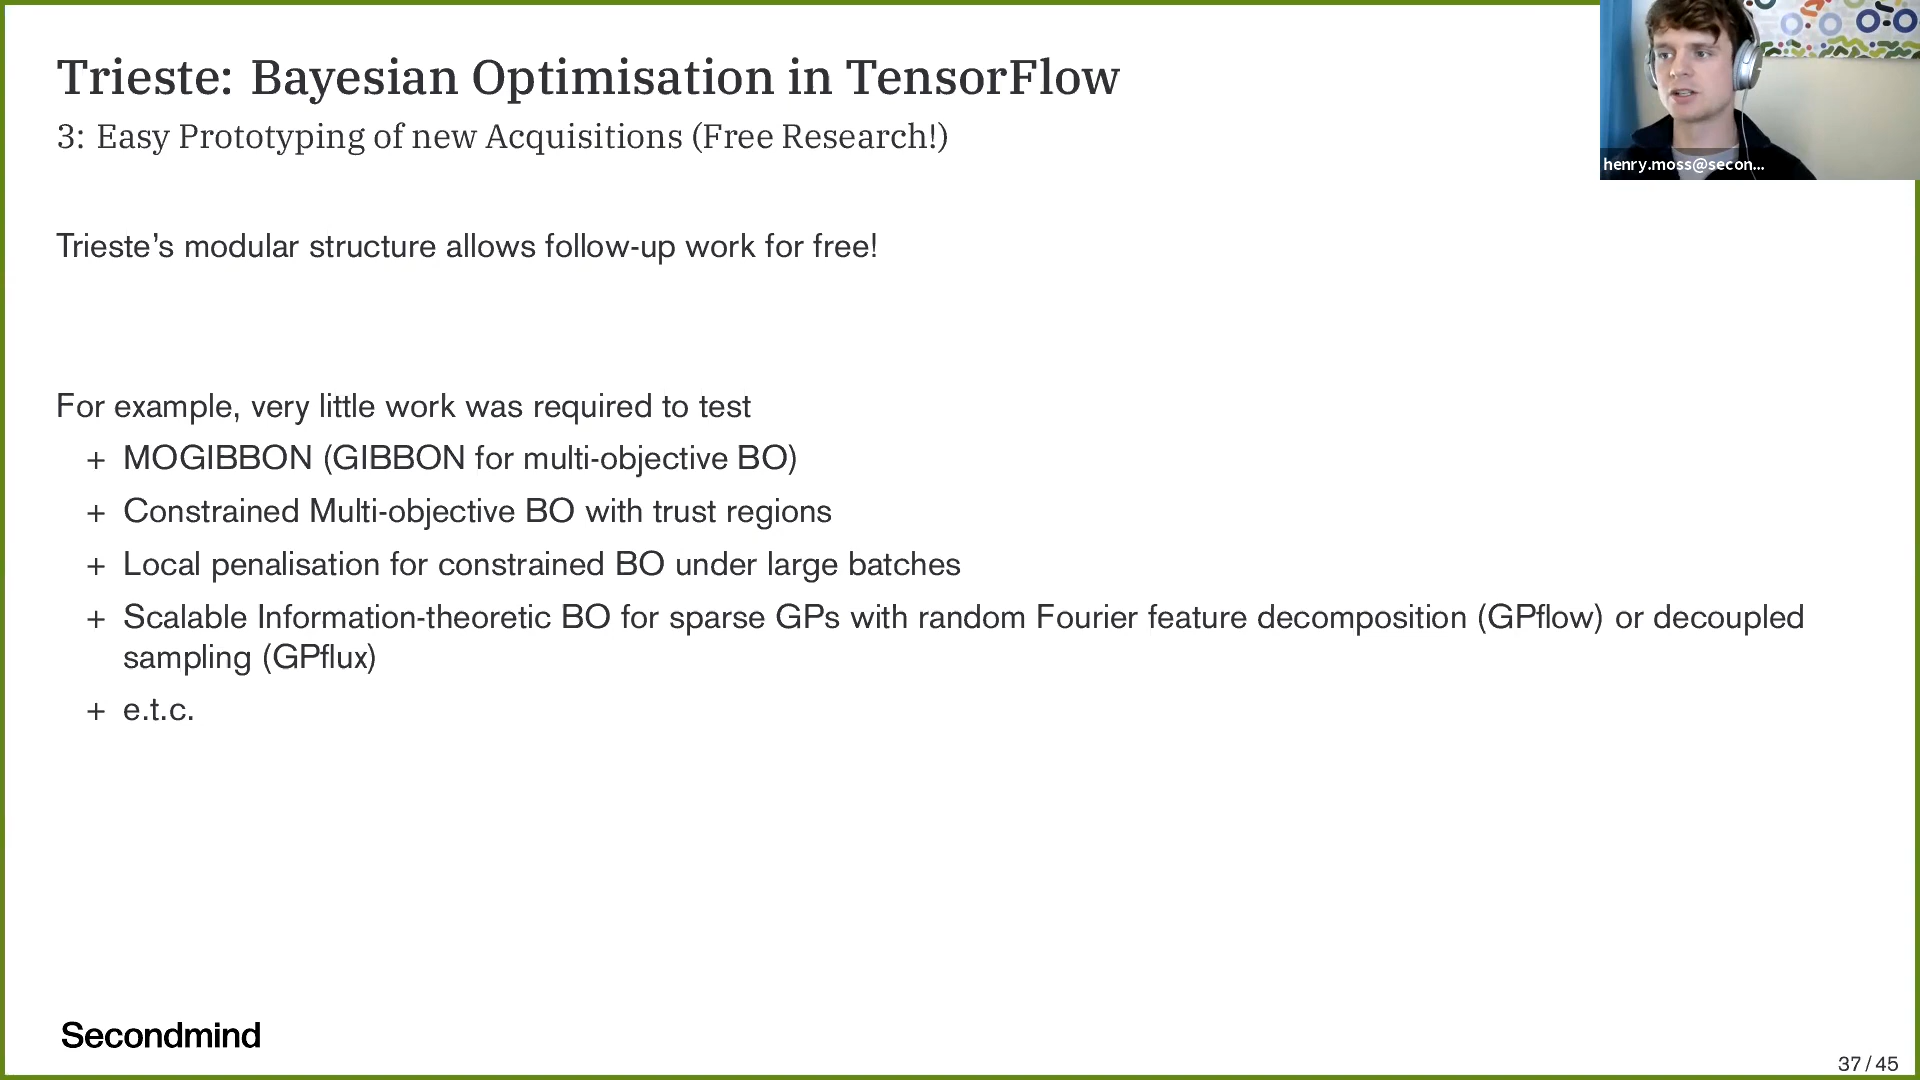 Trieste: Bayesian Optimisation in TensorFlow
3: Easy Prototyping of new Acquisitions (Free Research!)
henry.moss@secon...
Trieste’s modular structure allows follow-up work for free!
For example, very little work was required to test
+ MOGIBBON (GIBBON for multi-objective BO)
+ Constrained Multi-objective BO with trust regions
+ Local penalisation for constrained BO under large batches
+ Scalable Information-theoretic BO for sparse GPs with random Fourier feature decomposition (GPflow) or decoupled
sampling (GPflux)
+ e.t.c.
Secondmind
37 / 45